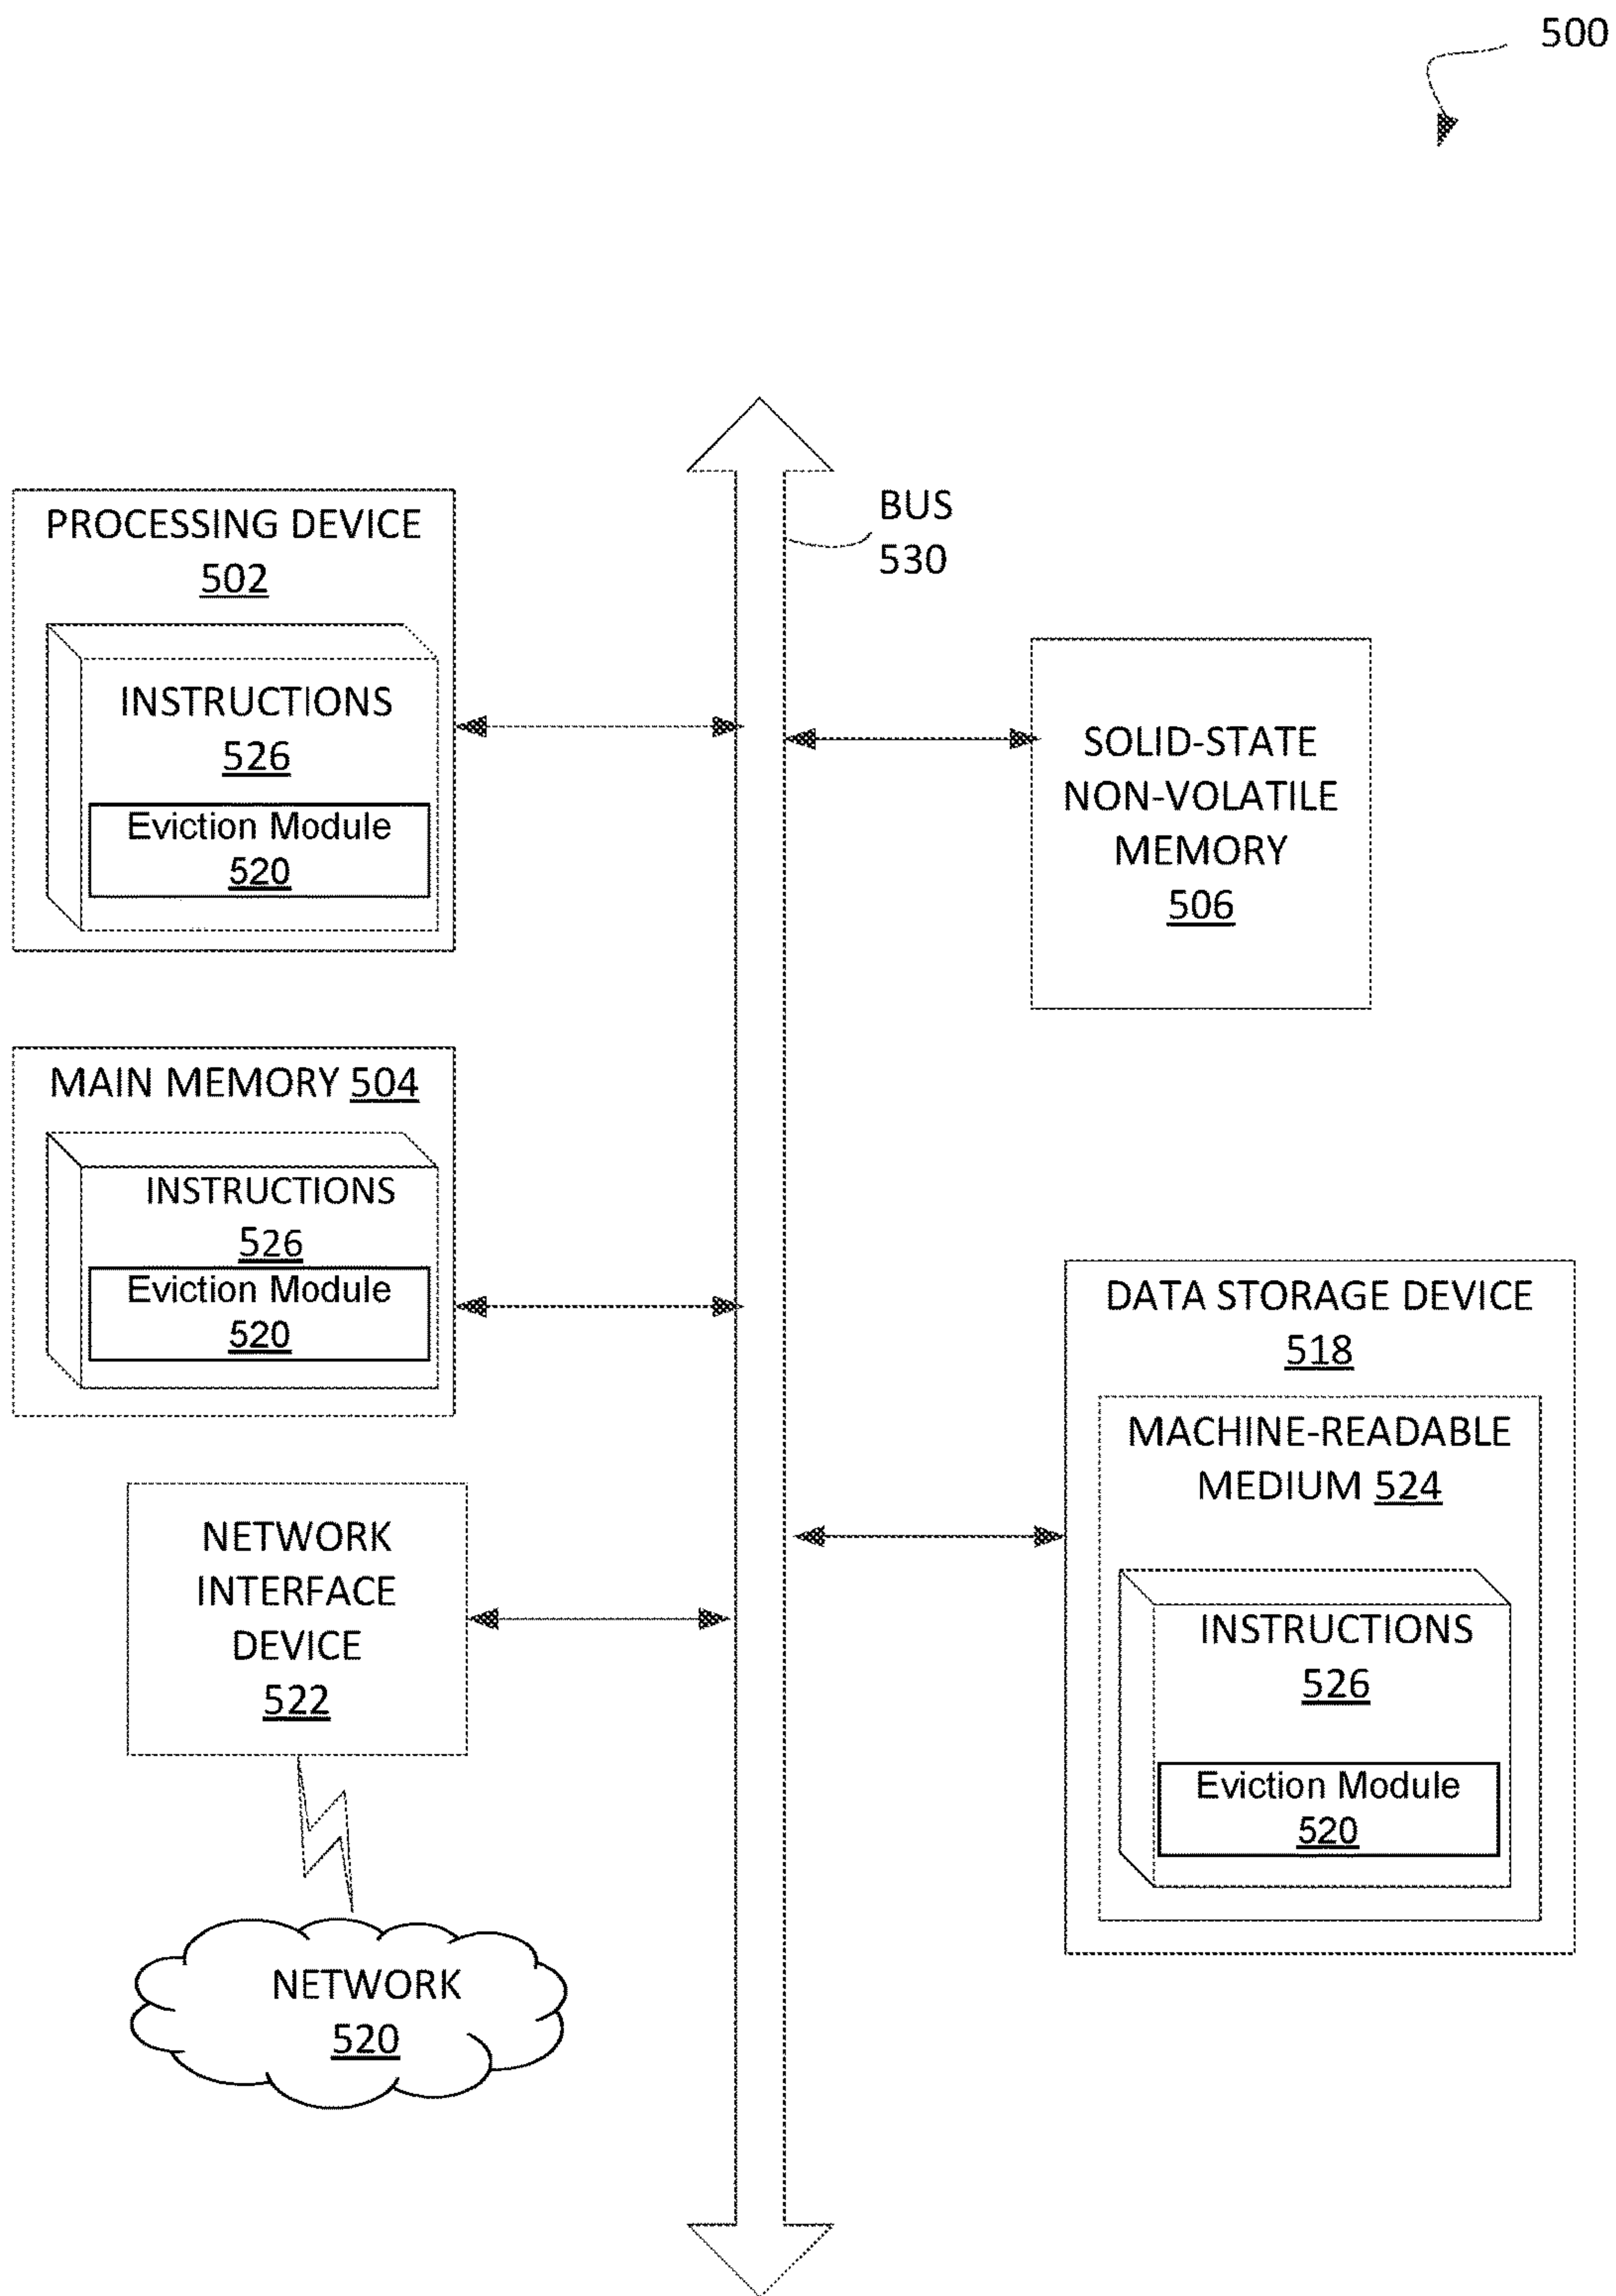 500
BUS
530
PROCESSING DEVICE
502
INSTRUCTIONS
526
Eviction Module
520
SOLID-STATE
NON-VOLATILE
MEMORY
506
MAIN MEMORY 504
INSTRUCTIONS
526
Eviction Module
520
DATA STORAGE DEVICE
518
MACHINE-READABLE
MEDIUM 524
INSTRUCTIONS
526
Eviction Module
520
NETWORK
INTERFACE
DEVICE
522
NETWORK
520